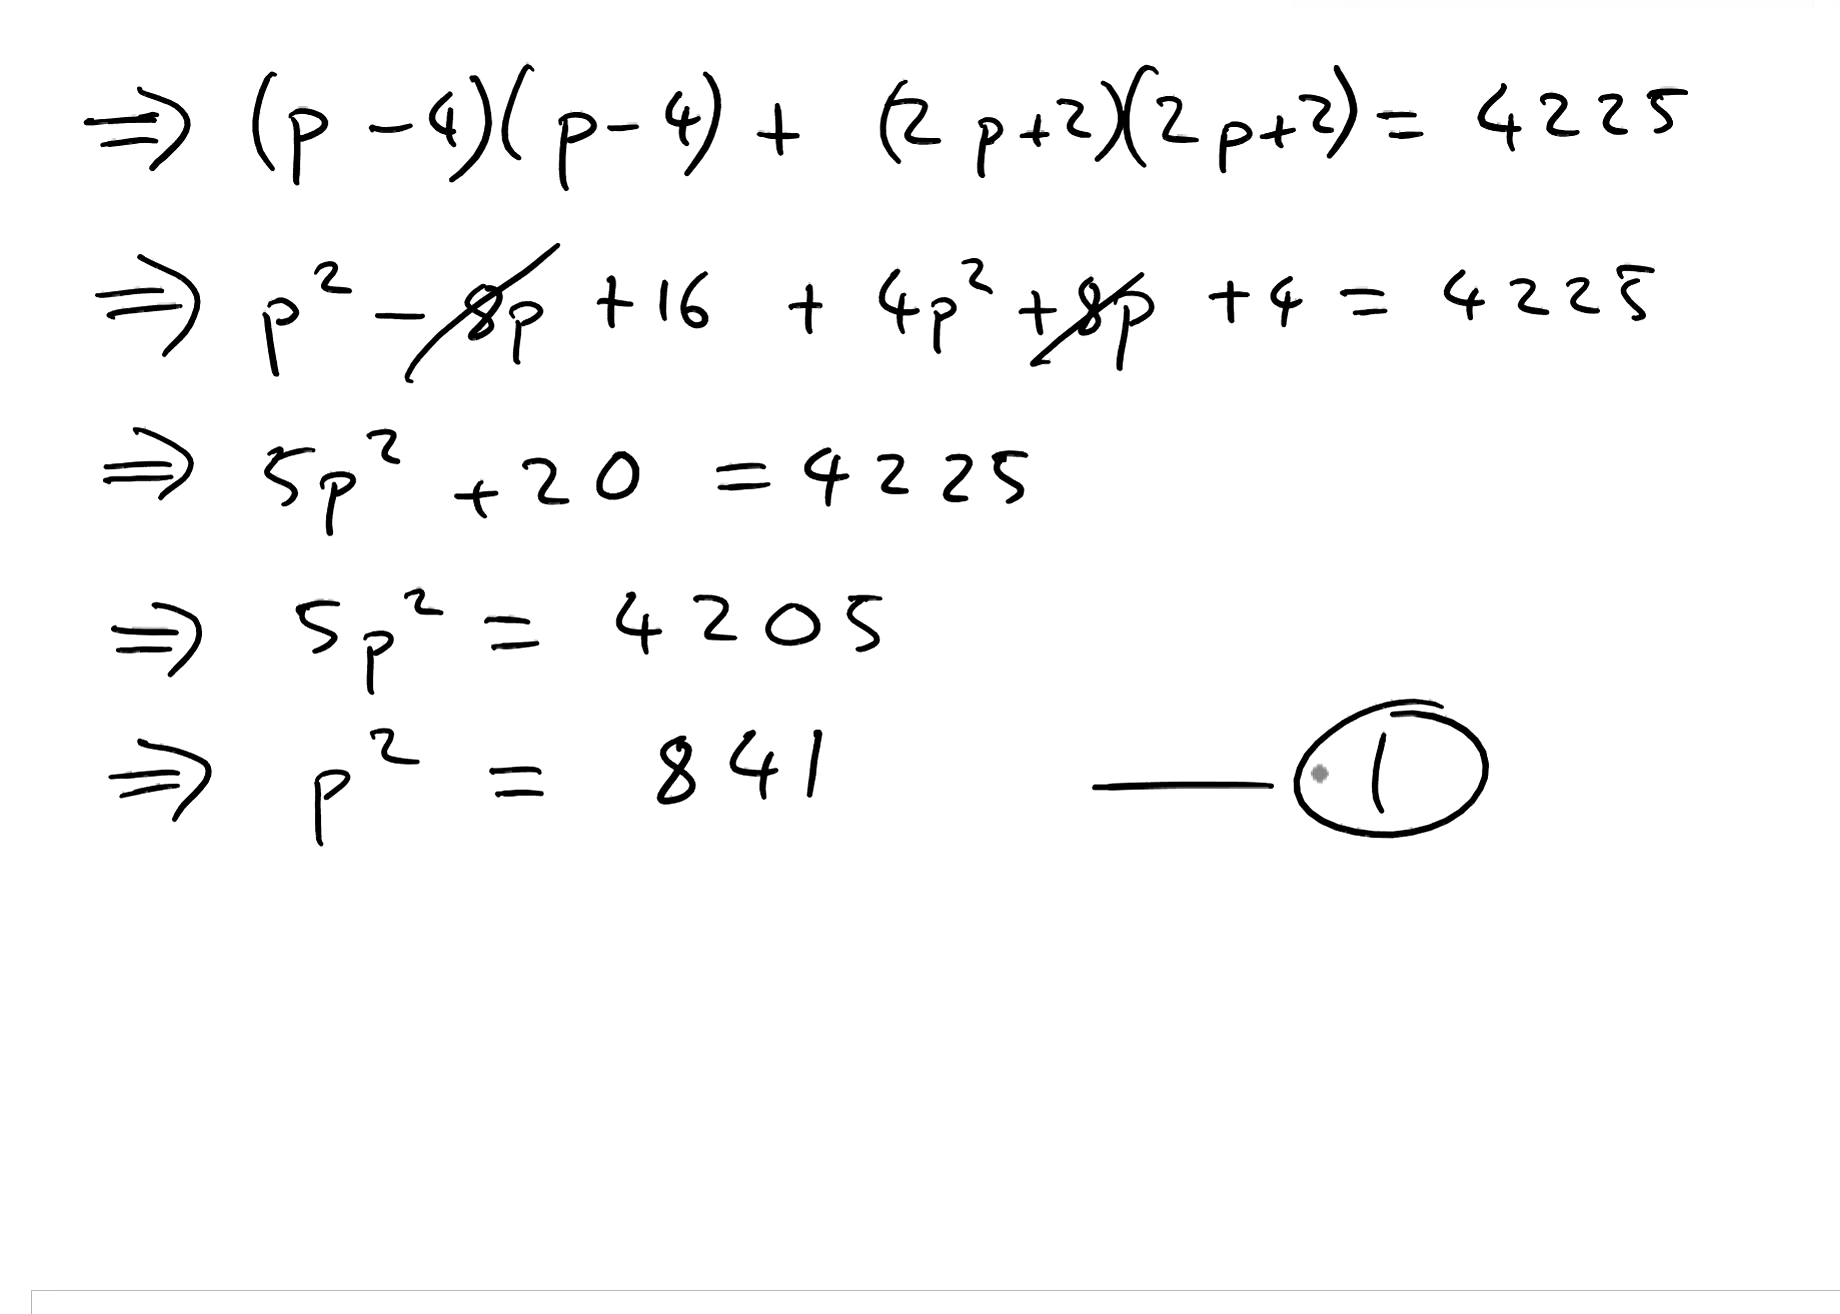 ⇒ (p - 4)(p - 4) + (2p+2)(2p+2) = 4225
⇒ p² - 8p + 16 + 4p² + 8p + 4 = 4225
⇒ 5p² + 20 = 4225
⇒ 5p² = 4205
⇒ p² = 841 — ①